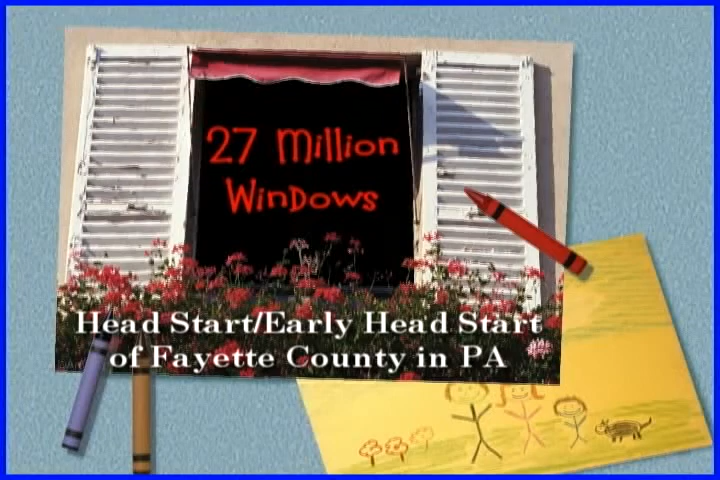 27 Million
Windows
Head Start/Early Head Start
of Fayette County in PA